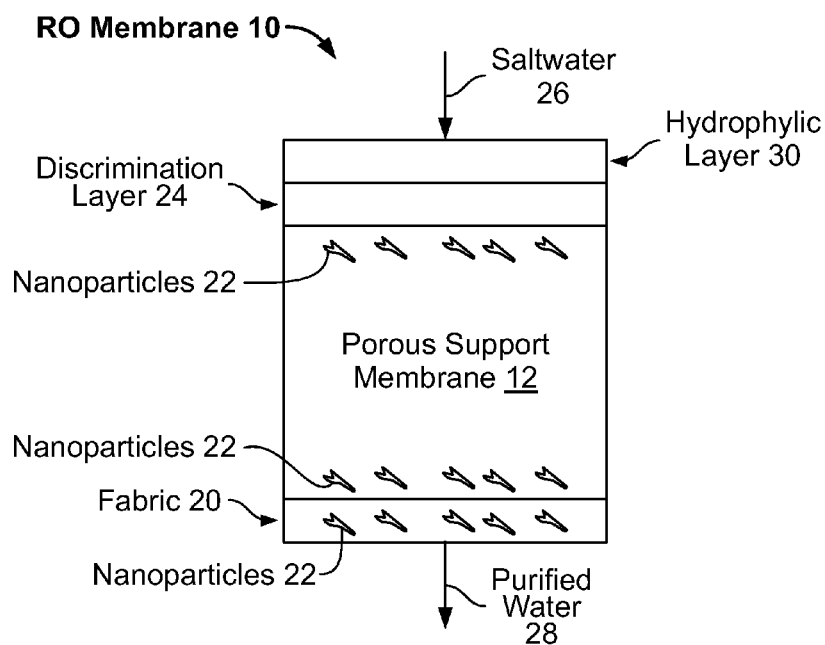 RO Membrane 10
Saltwater
26
Hydrophylic
Layer 30
Discrimination
Layer 24
Nanoparticles 22
Porous Support
Membrane 12
Nanoparticles 22
Fabric 20
Nanoparticles 22
Purified
Water
28